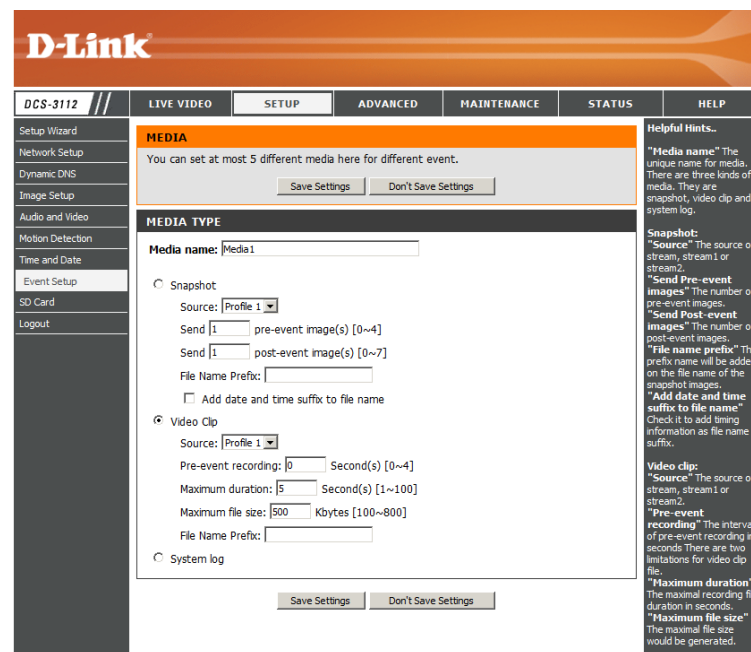 D-Link
DCS-3112 // LIVE VIDEO SETUP ADVANCED MAINTENANCE STATUS HELP
Setup Wizard
Network Setup
Dynamic DNS
Image Setup
Audio and Video
Motion Detection
Time and Date
Event Setup
SD Card
Logout
MEDIA
You can set at most 5 different media here for different event.
Save Settings Don't Save Settings
MEDIA TYPE
Media name: Media1
Snapshot
Source: Profile 1
Send 1 pre-event image(s) [0~4]
Send 1 post-event image(s) [0~7]
File Name Prefix:
Add date and time suffix to file name
Video Clip
Source: Profile 1
Pre-event recording: 0 Second(s) [0~4]
Maximum duration: 5 Second(s) [1~100]
Maximum file size: 500 Kbytes [100~800]
File Name Prefix:
System log
Save Settings Don't Save Settings
Helpful Hints..
"Media name" The
unique name for media.
There are three kinds of
media. They are
snapshot, video clip and
system log.
Snapshot:
"Source" The source o
stream, stream1 or
stream2.
"Send Pre-event
images" The number o
pre-event images.
"Send Post-event
images" The number o
post-event images.
"File name prefix" Th
prefix name will be adde
on the file name of the
snapshot images.
"Add date and time
suffix to file name"
Check it to add timing
information as file name
suffix.
Video clip:
"Source" The source o
stream, stream1 or
stream2.
"Pre-event
recording" The interva
of pre-event recording i
seconds There are two
limitations for video clip
file.
"Maximum duration"
The maximal recording fi
duration in seconds.
"Maximum file size"
The maximal file size
would be generated.